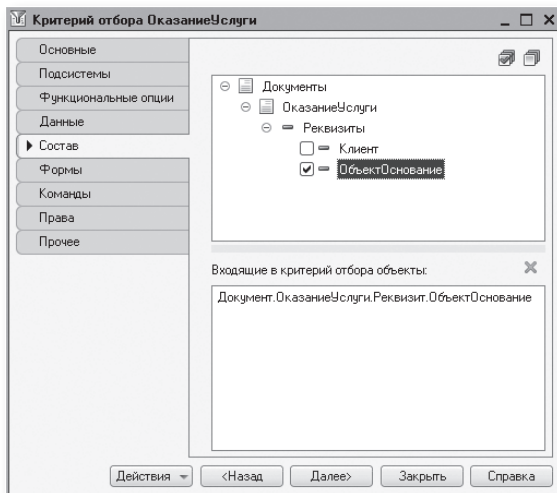 Критерий отбора ОказаниеУслуги
Основные
Подсистемы
Функциональные опции
Данные
Состав
Формы
Команды
Права
Прочее
Документы
ОказаниеУслуги
Реквизиты
Клиент
ОбъектОснование
Входящие в критерий отбора объекты:
Документ.ОказаниеУслуги.Реквизит.ОбъектОснование
Действия
<Назад
Далее>
Закрыть
Справка